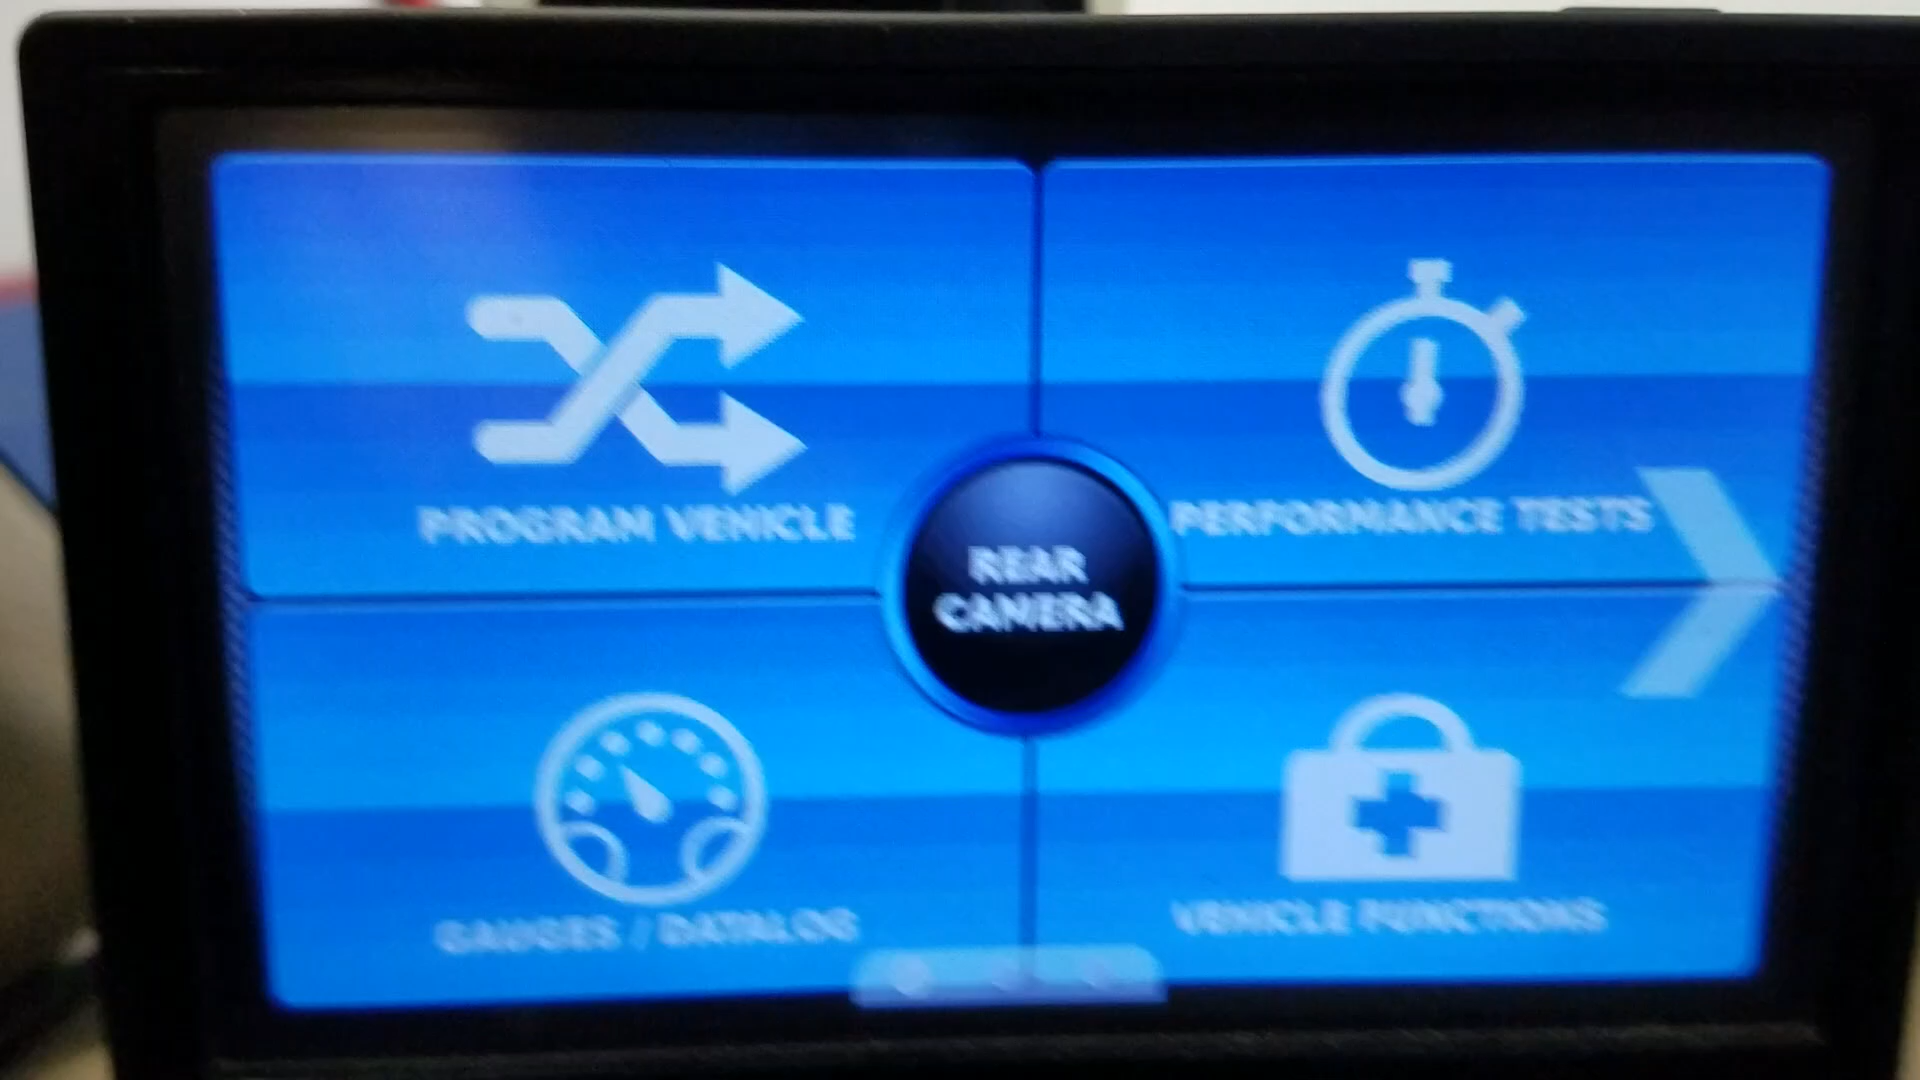 PROGRAM VEHICLE
PERFORMANCE TESTS
REAR
CAMERA
GAUGES / DATALOG
VEHICLE FUNCTIONS